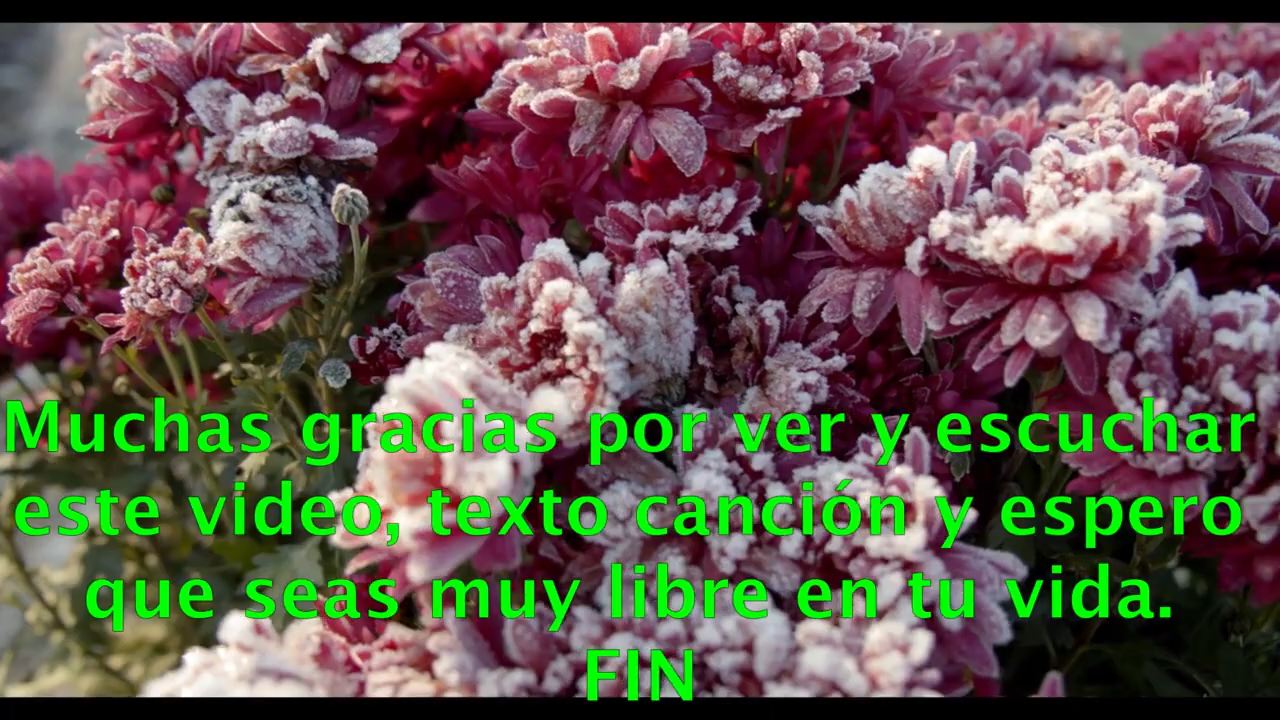 Muchas gracias por ver y escuchar
este video, texto canción y espero
que seas muy libre en tu vida.
FIN